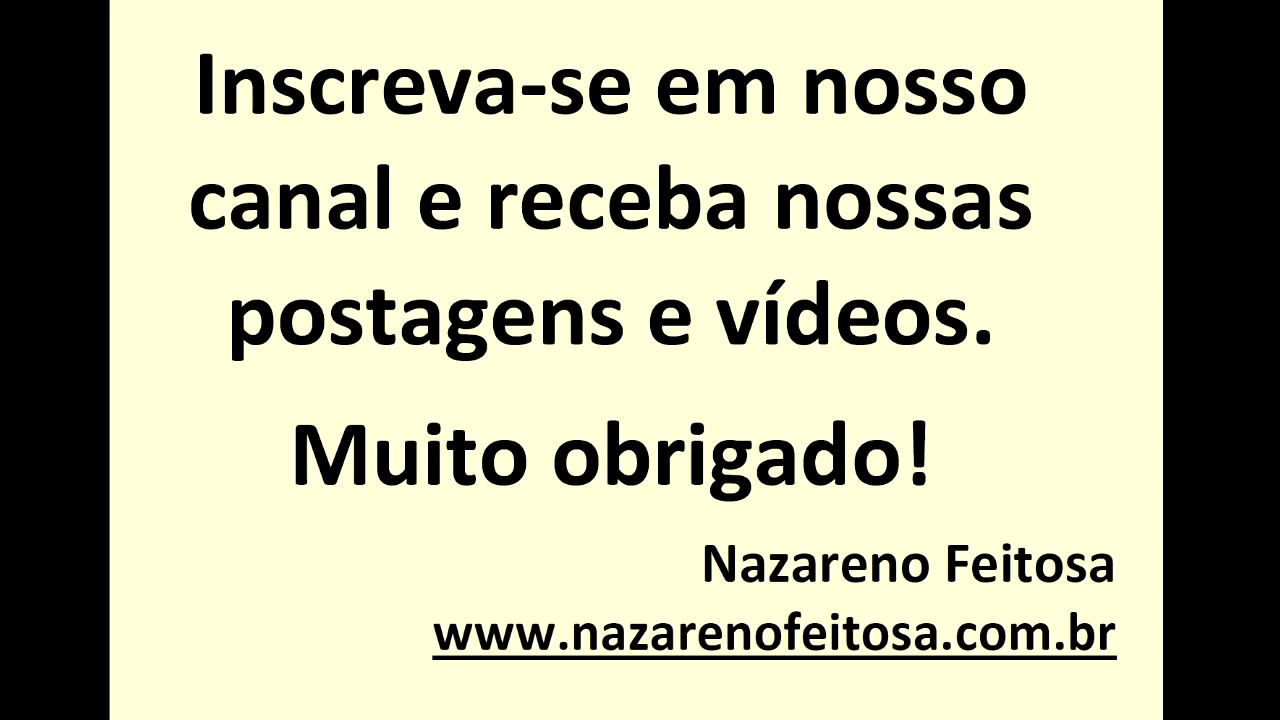 Inscreva-se em nosso
canal e receba nossas
postagens e vídeos.
Muito obrigado!
Nazareno Feitosa
www.nazarenofeitosa.com.br